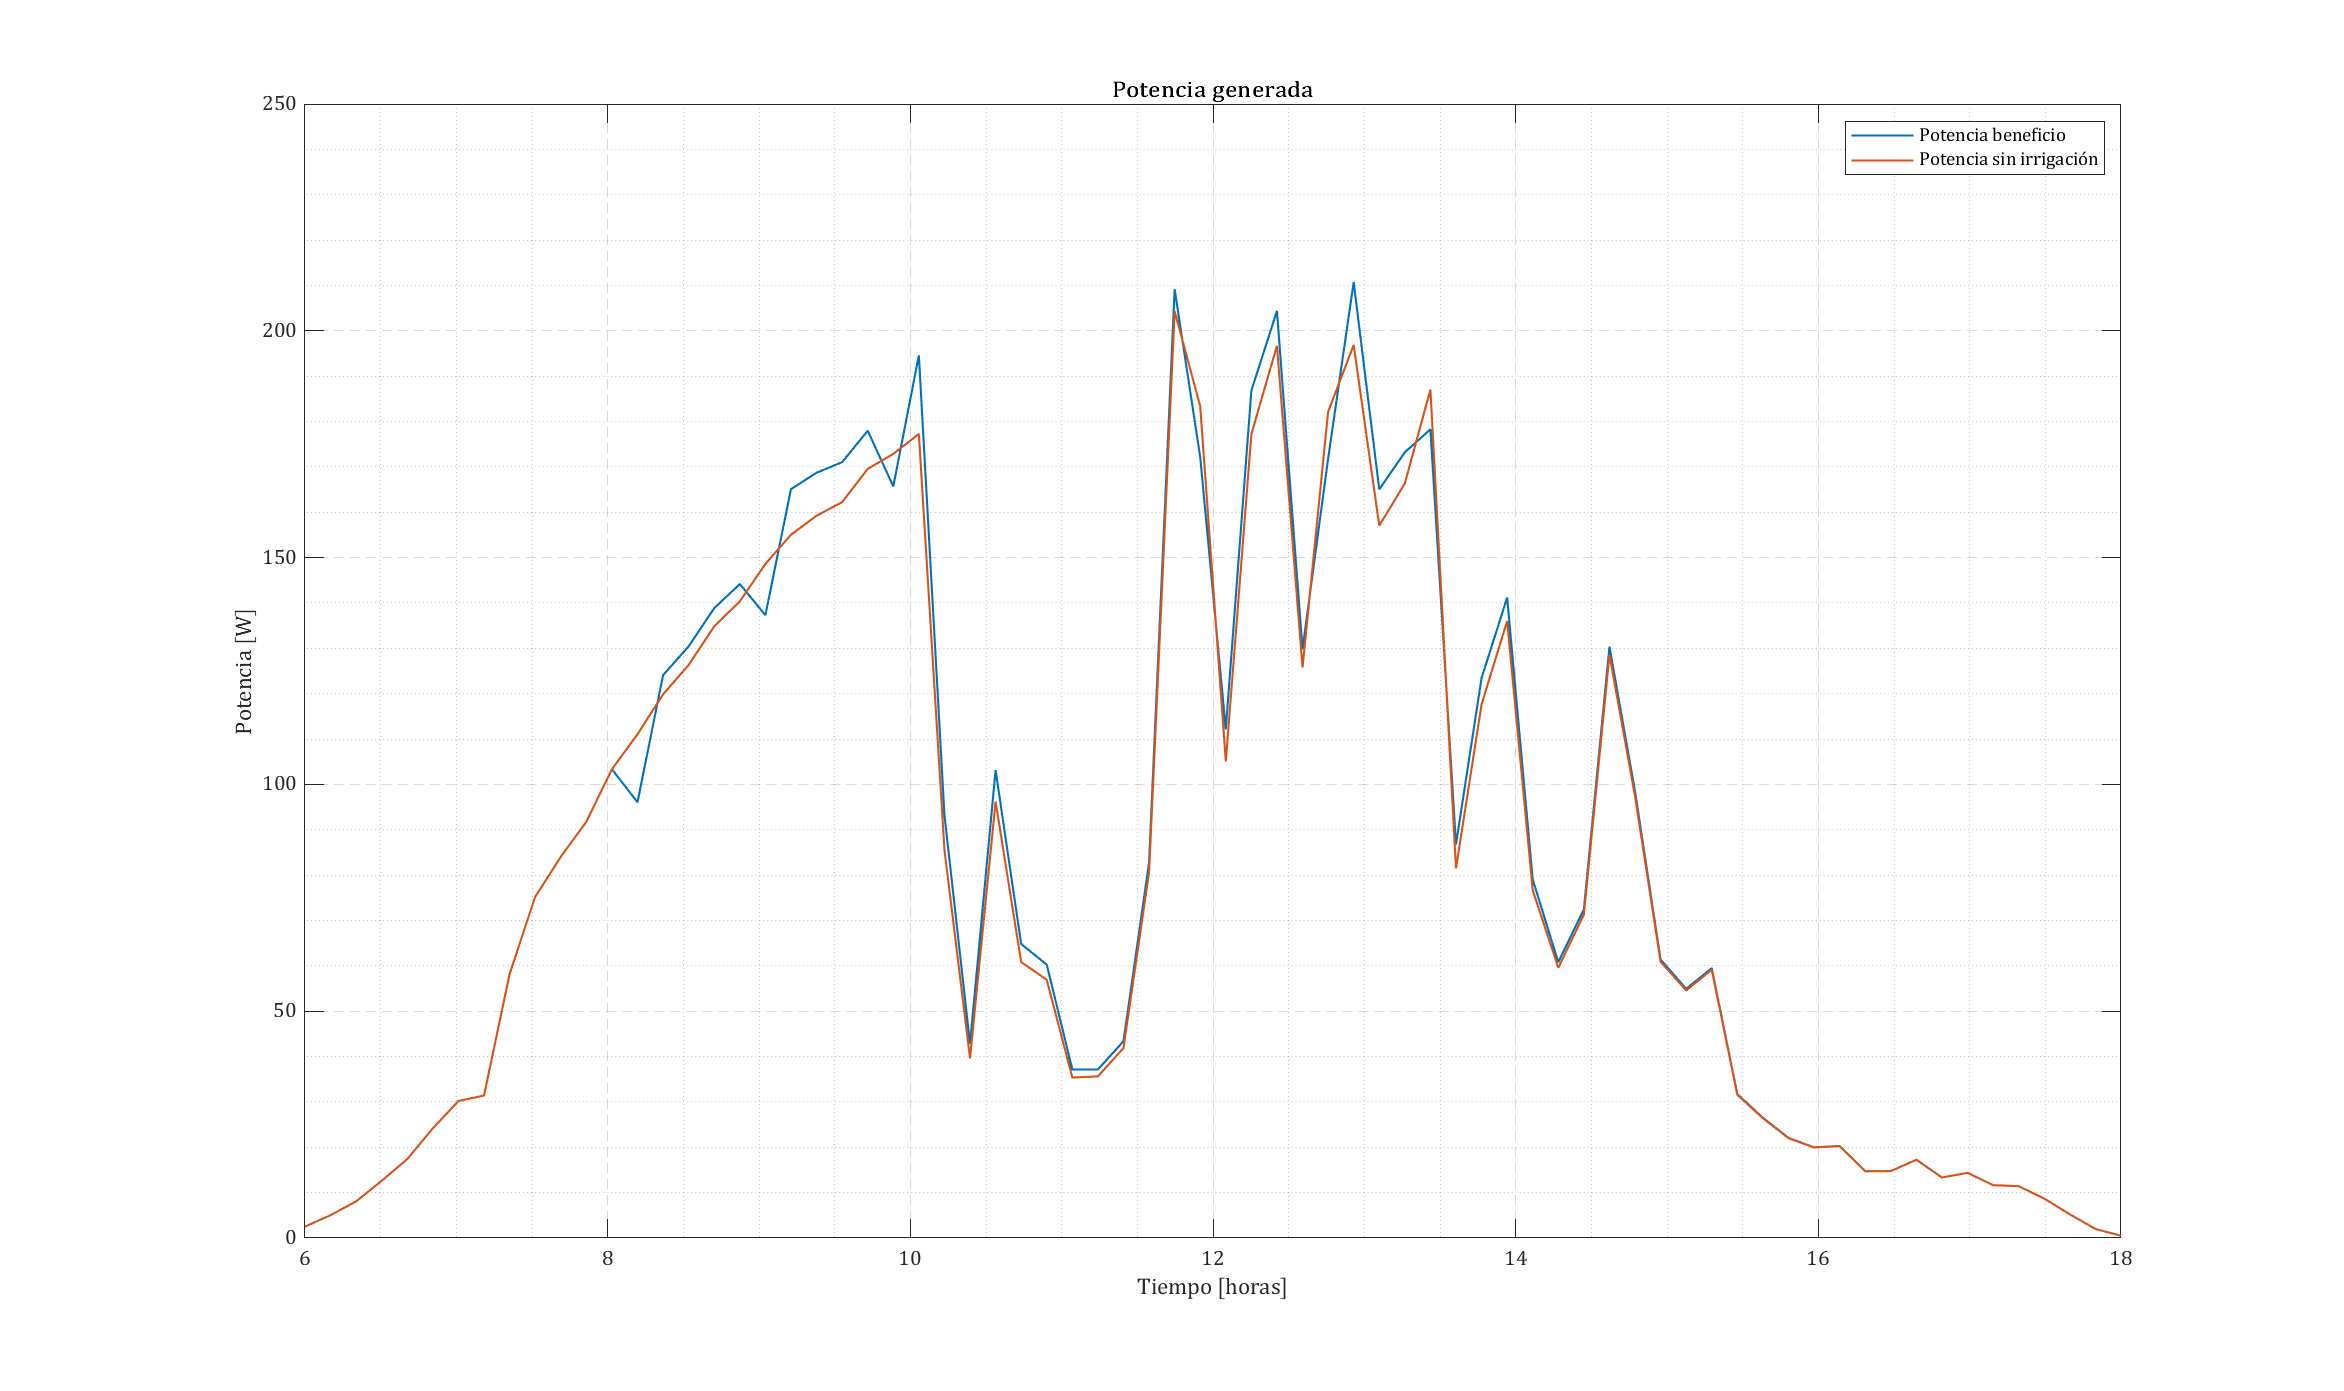 Potencia generada
Potencia beneficio
Potencia sin irrigación
250
200
150
100
50
0
Potencia [W]
6
8
10
12
14
16
18
Tiempo [horas]